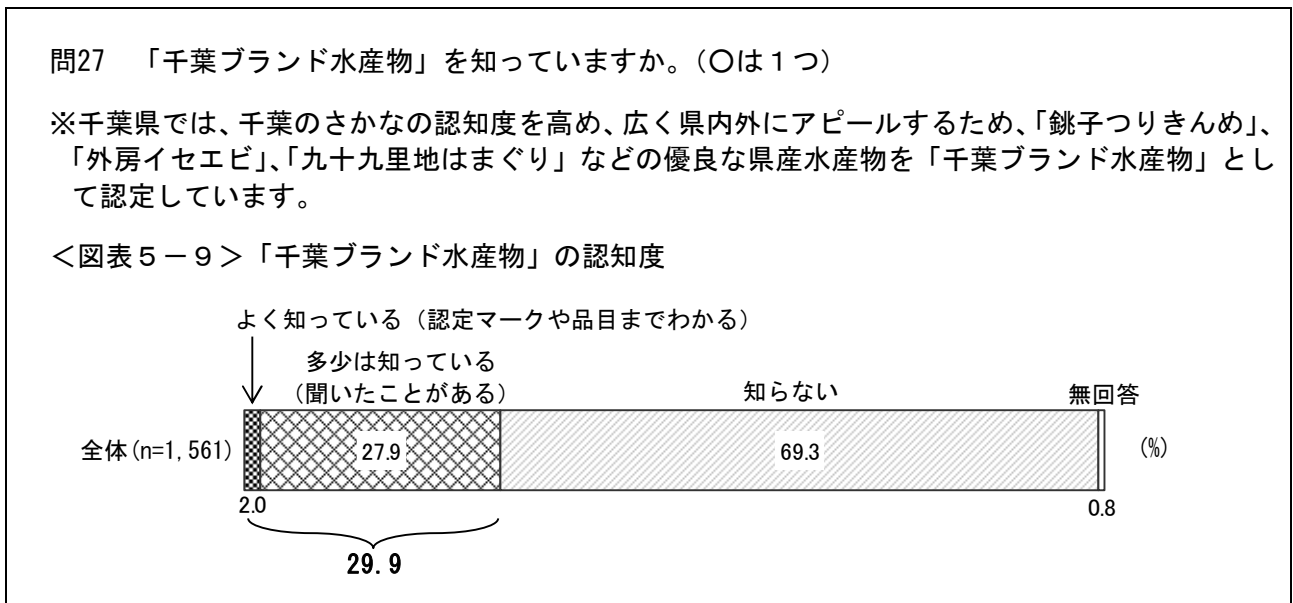 問27　「千葉ブランド水産物」を知っていますか。（〇は１つ）
※千葉県では、千葉のさかなの認知度を高め、広く県内外にアピールするため、「銚子つりきんめ」、
「外房イセエビ」、「九十九里地はまぐり」などの優良な県産水産物を「千葉ブランド水産物」とし
て認定しています。
＜図表５－９＞「千葉ブランド水産物」の認知度
よく知っている（認定マークや品目までわかる）
多少は知っている
（聞いたことがある）
知らない
無回答
全体(n=1,561)
27.9
69.3
(%)
2.0
0.8
29.9